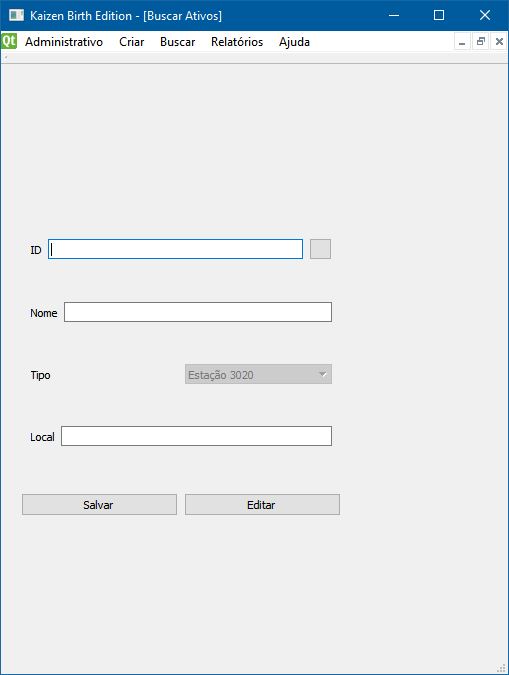 Kaizen Birth Edition - [Buscar Ativos]
Qt Administrativo Criar Buscar Relatórios Ajuda
ID
Nome
Tipo Estação 3020
Local
Salvar Editar